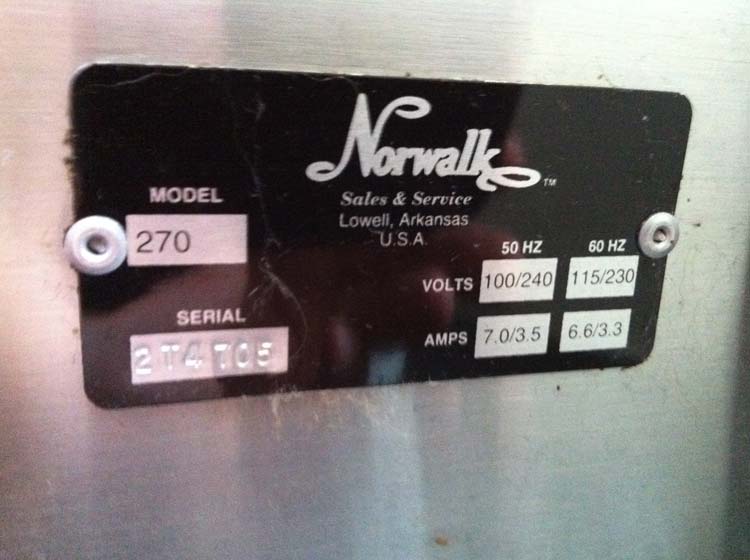 Norwalk™
Sales & Service
Lowell, Arkansas
U.S.A.
MODEL
270
SERIAL
2T4705
50 HZ 60 HZ
VOLTS 100/240 115/230
AMPS 7.0/3.5 6.6/3.3